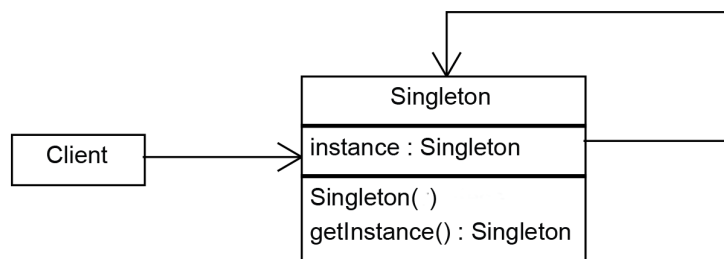 Singleton
Client
instance : Singleton
Singleton( )
getInstance() : Singleton